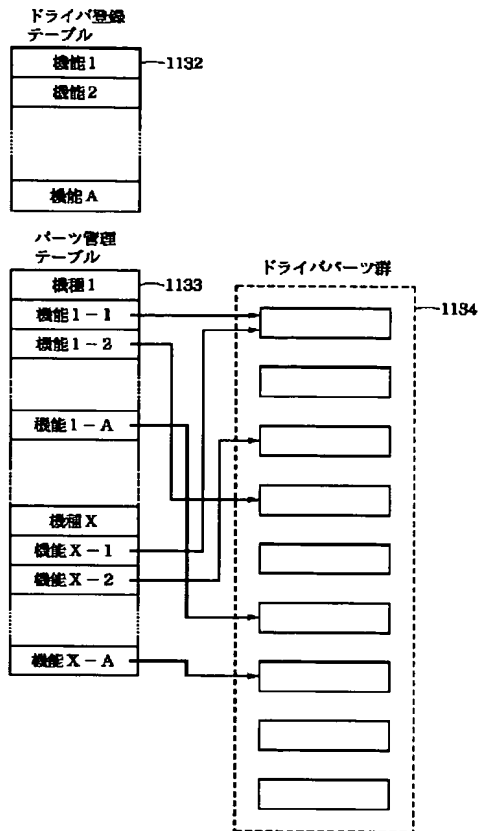 ドライバ登録
テーブル
機能1
1132
機能2
機能A
パーツ管理
テーブル
機種1
1133
機能1-1
機能1-2
機能1-A
機種X
機能X-1
機能X-2
機能X-A
ドライバパーツ群
1134